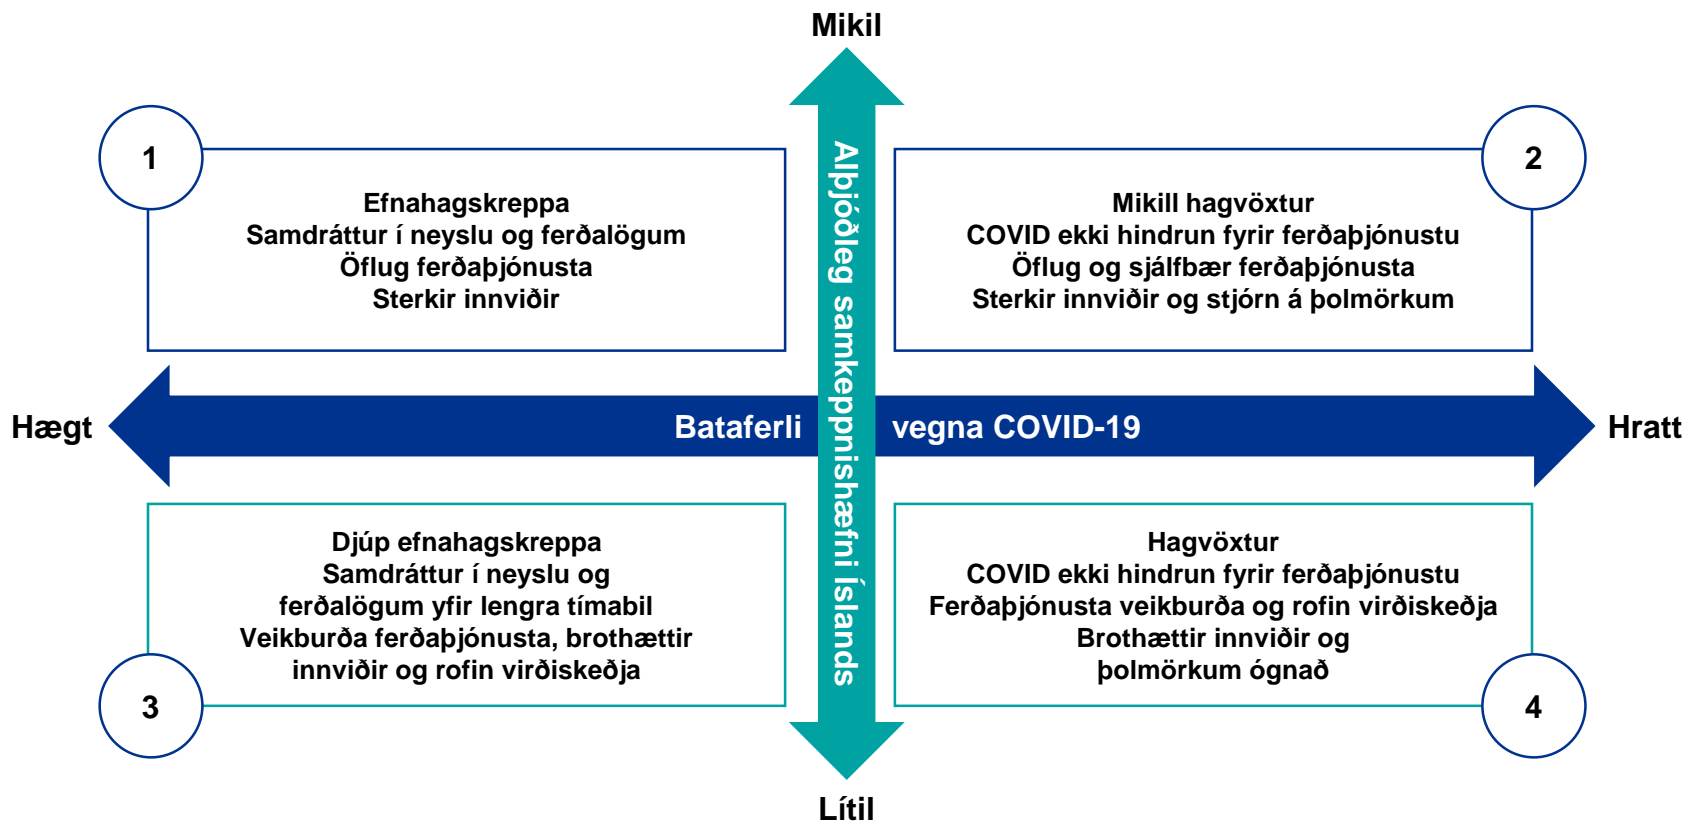 Mikil
1
Efnahagskreppa
Samdráttur í neyslu og ferðalögum
Öflug ferðaþjónusta
Sterkir innviðir
2
Mikill hagvöxtur
COVID ekki hindrun fyrir ferðaþjónustu
Öflug og sjálfbær ferðaþjónusta
Sterkir innviðir og stjórn á þolmörkum
Alþjóðleg samkeppnishæfni Íslands
Hægt
Bataferli vegna COVID-19
Hratt
Djúp efnahagskreppa
Samdráttur í neyslu og
ferðalögum yfir lengra tímabil
Veikburða ferðaþjónusta, brothættir
innviðir og rofin virðiskeðja
3
Hagvöxtur
COVID ekki hindrun fyrir ferðaþjónustu
Ferðaþjónusta veikburða og rofin virðiskeðja
Brothættir innviðir og
þolmörkum ógnað
4
Lítil